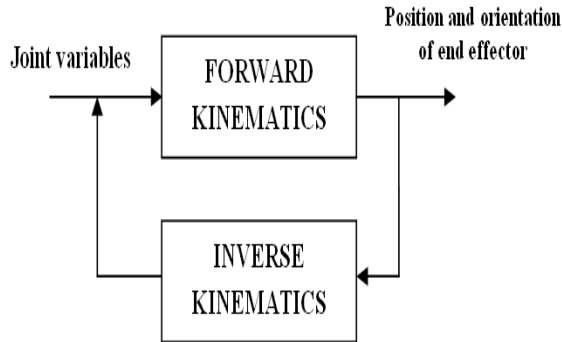 Joint variables
FORWARD
KINEMATICS
Position and orientation
of end effector
INVERSE
KINEMATICS